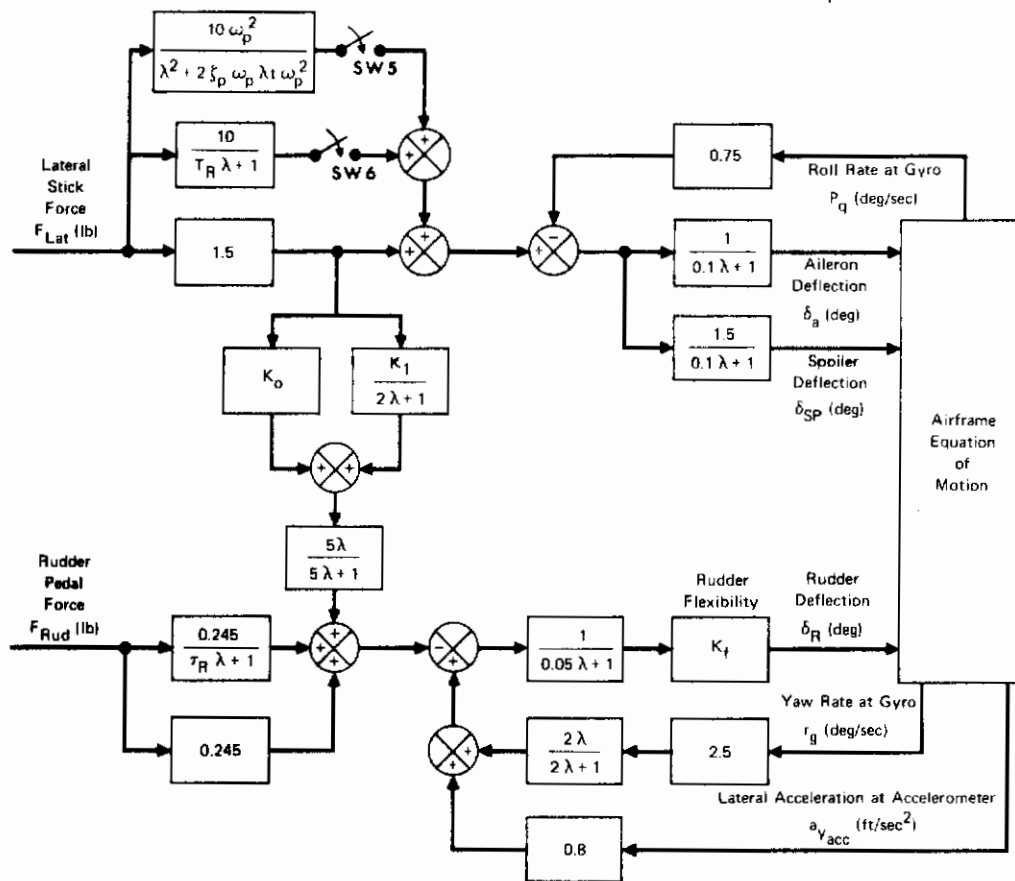 10 ω_p²
λ² + 2 ζ_p ω_p λ t ω_p²
SW5
10
T_R λ + 1
SW6
Lateral
Stick
Force
F_Lat (lb)
1.5
0.75
Roll Rate at Gyro
P_q (deg/sec)
1
0.1 λ + 1
Aileron
Deflection
δ_a (deg)
1.5
0.1 λ + 1
Spoiler
Deflection
δ_SP (deg)
K_o
K_1
2 λ + 1
Airframe
Equation
of
Motion
5λ
5λ + 1
Rudder
Pedal
Force
F_Rud (lb)
0.245
τ_R λ + 1
0.245
1
0.05 λ + 1
Rudder
Flexibility
K_f
Rudder
Deflection
δ_R (deg)
Yaw Rate at Gyro
r_g (deg/sec)
2.5
2λ
2λ + 1
Lateral Acceleration at Accelerometer
a_y_acc (ft/sec²)
0.8